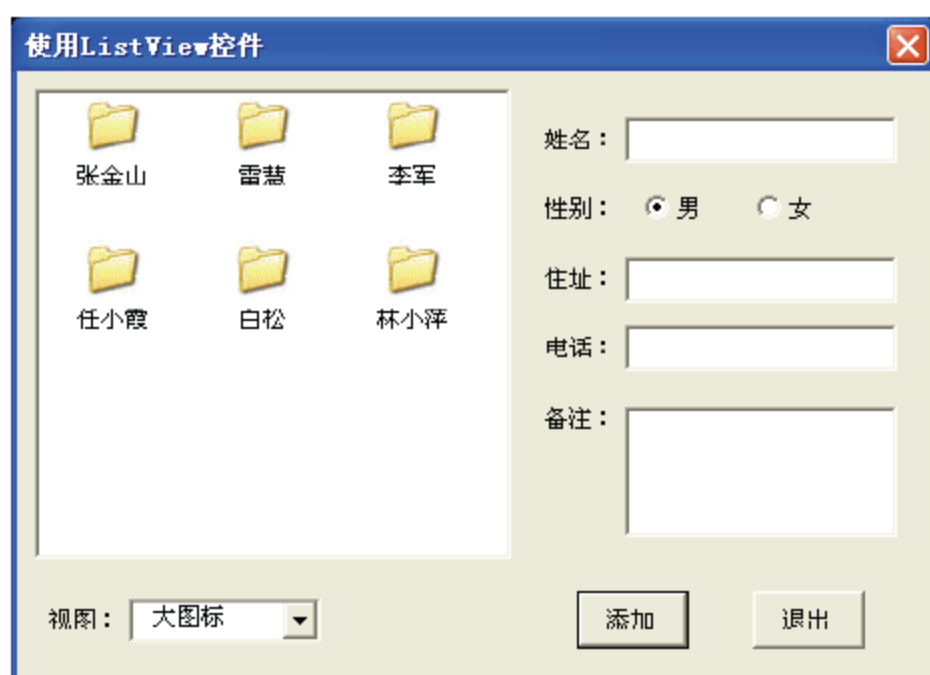 使用ListView控件
张金山 雷慧 李军
任小霞 白松 林小萍
姓名：
性别： 男 女
住址：
电话：
备注：
视图： 大图标
添加 退出